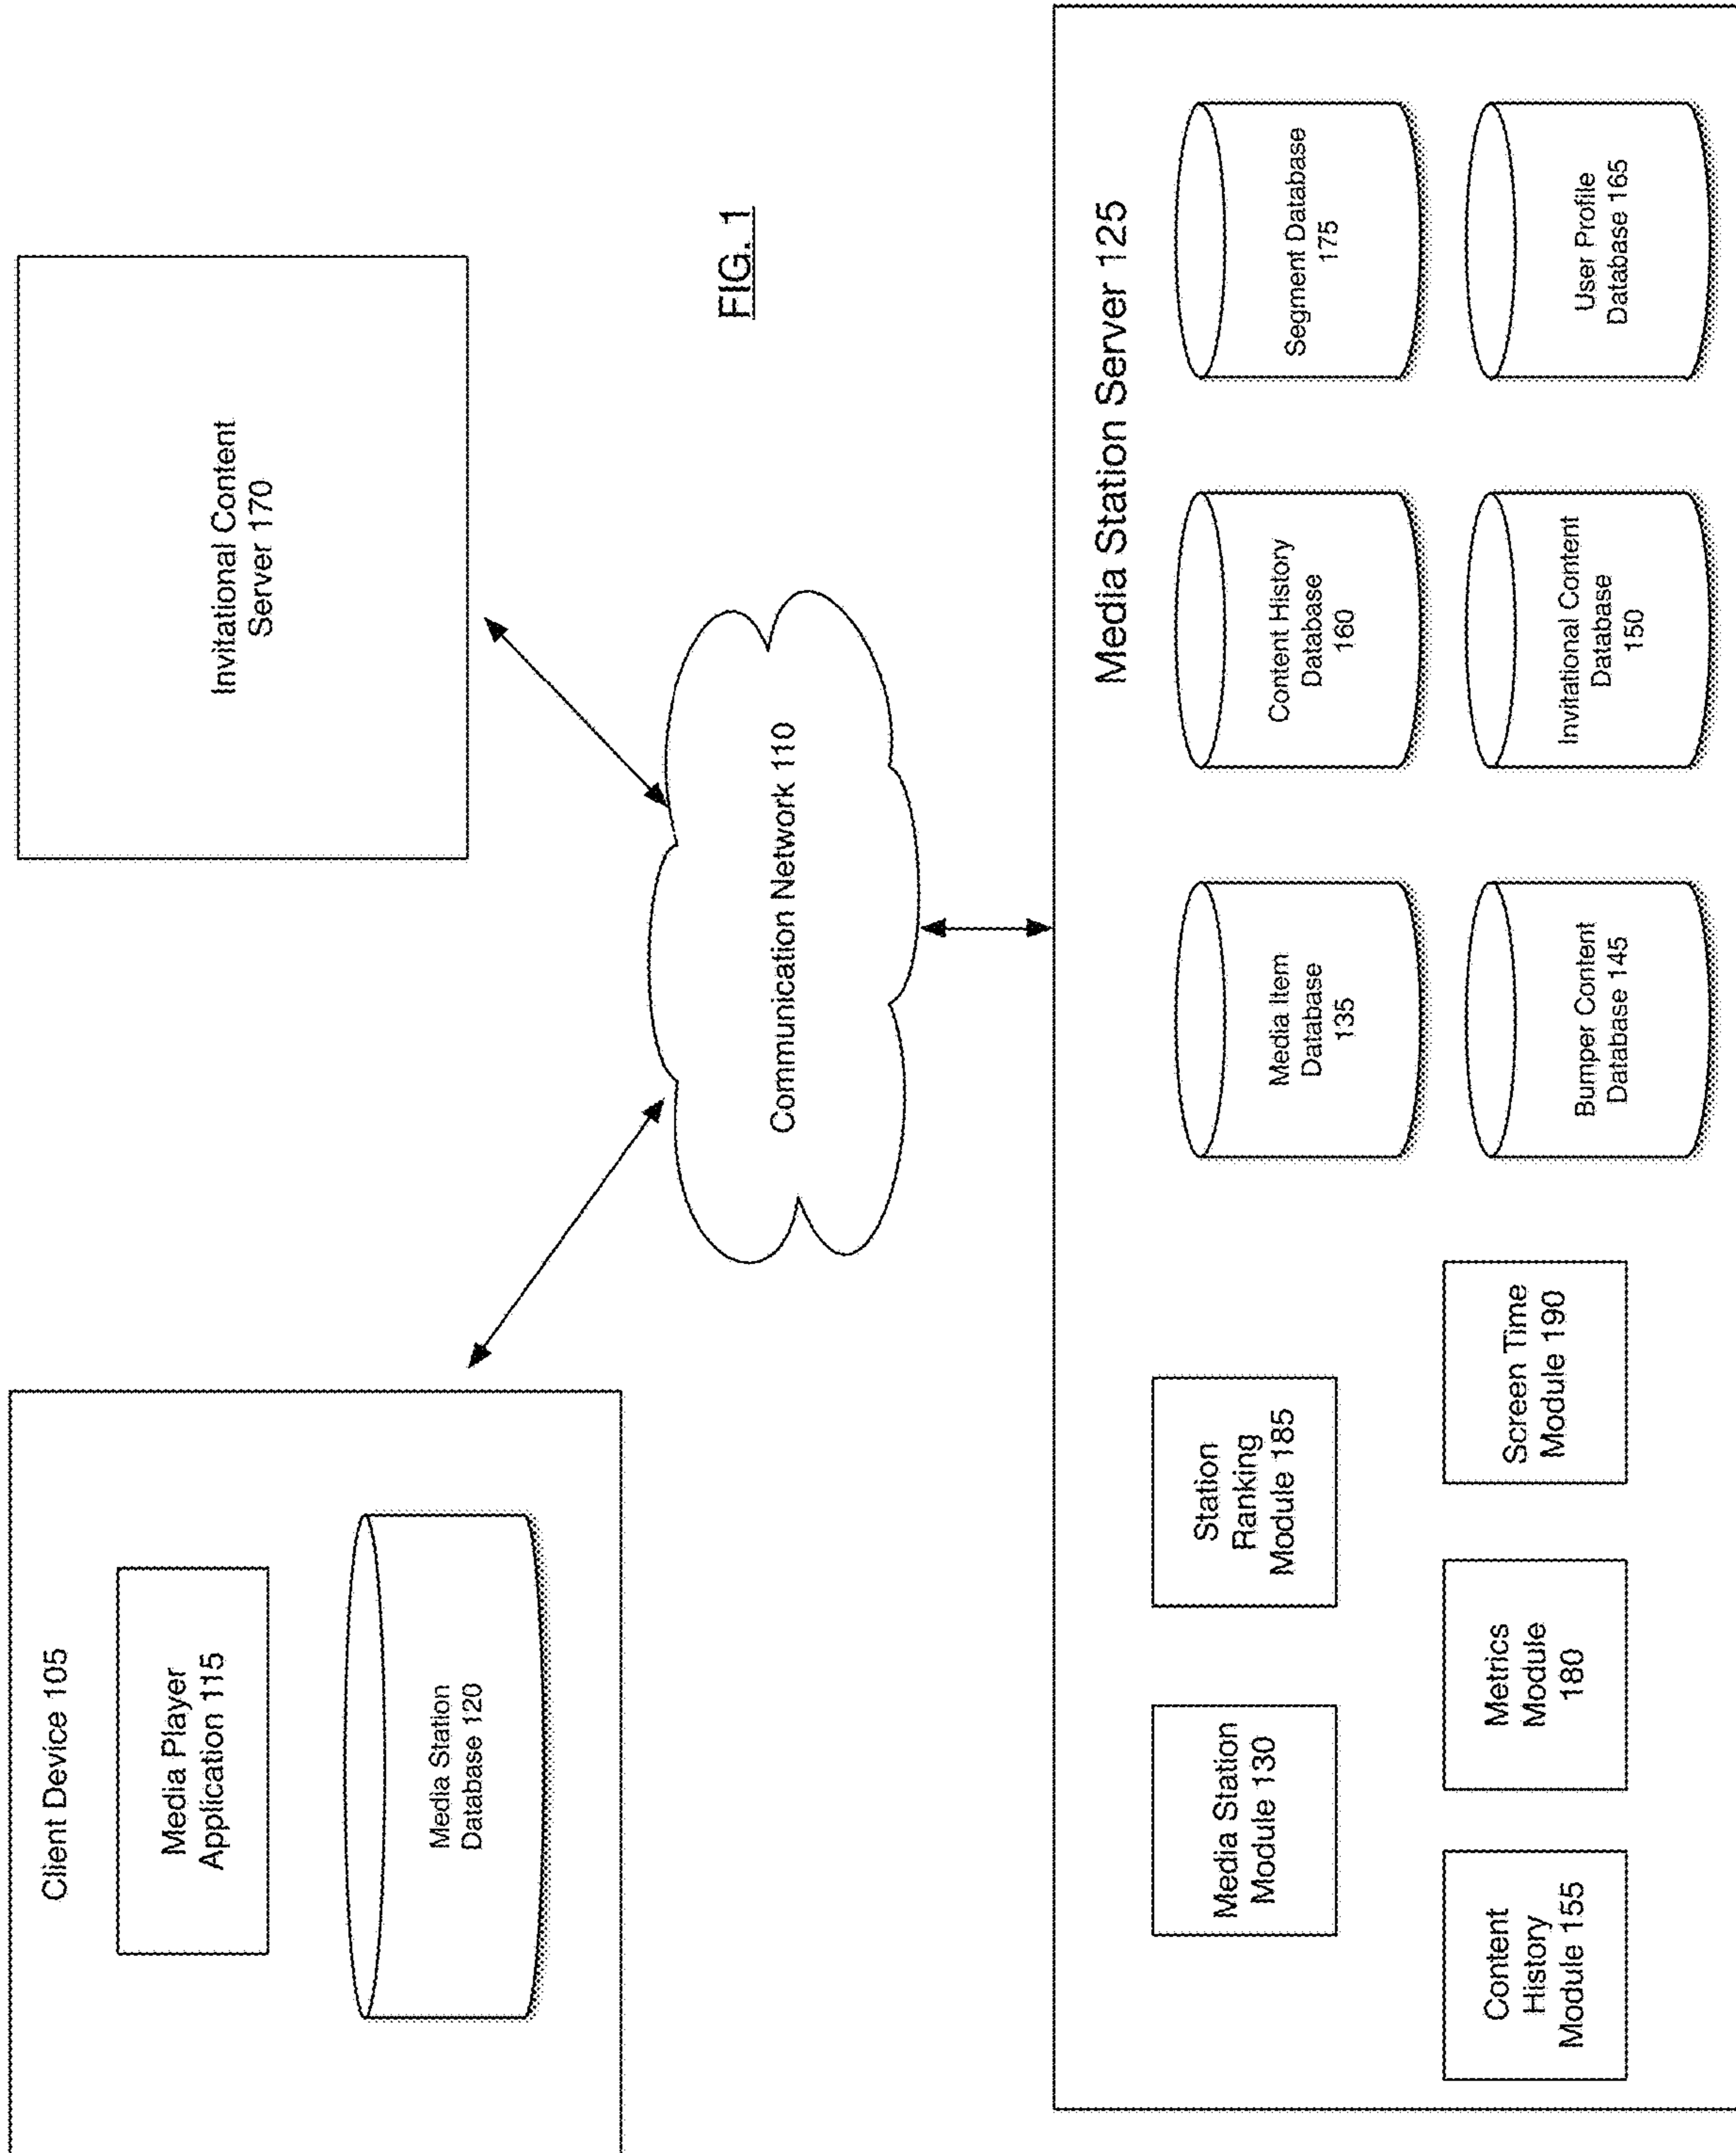 Client Device 105
Media Player
Application 115
Media Station
Database 120
Invitational Content
Server 170
Communication Network 110
FIG. 1
Media Station Server 125
Media Station
Module 130
Station
Ranking
Module 185
Content
History
Module 155
Metrics
Module
180
Screen Time
Module 190
Media Item
Database
135
Content History
Database
160
Segment Database
175
Bumper Content
Database 145
Invitational Content
Database
150
User Profile
Database 165